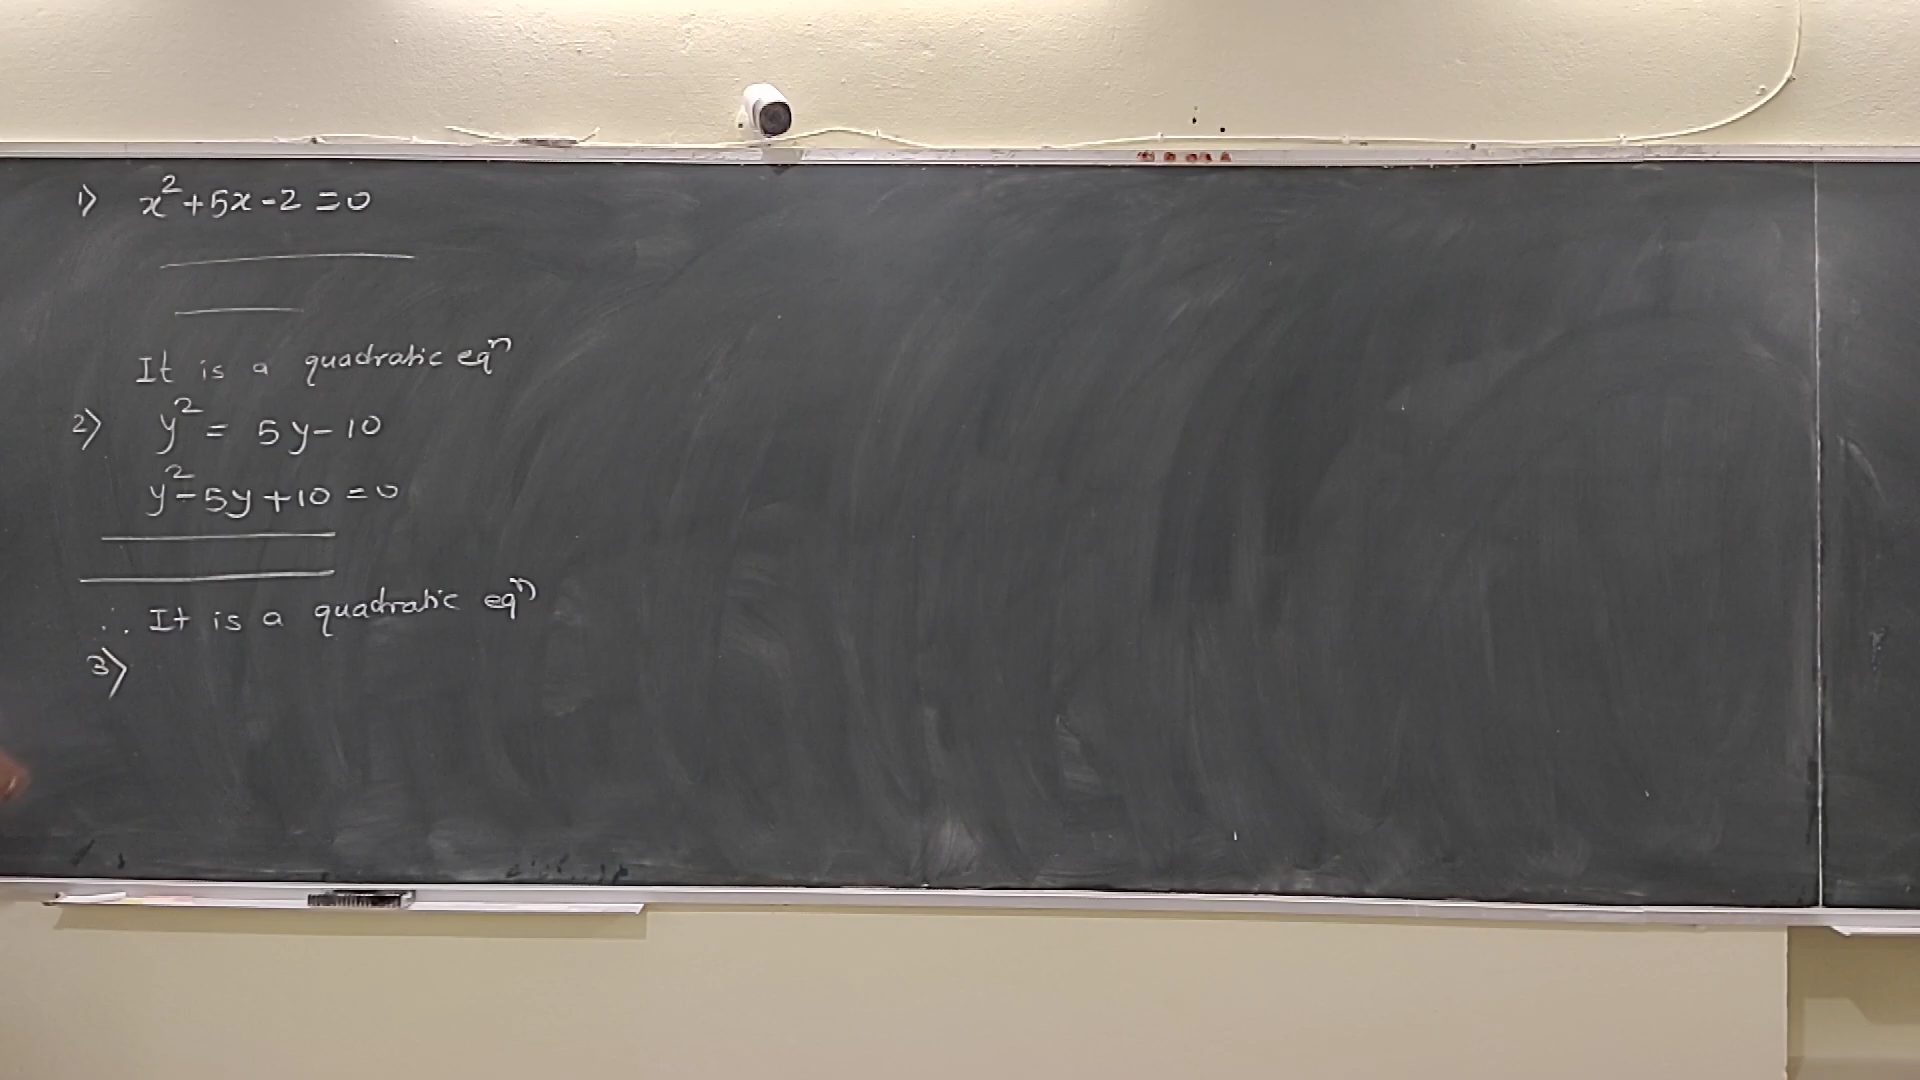 1) x²+5x-2=0
It is a quadratic eqⁿ
2) y² = 5y-10
y²-5y+10=0
∴ It is a quadratic eqⁿ
3)